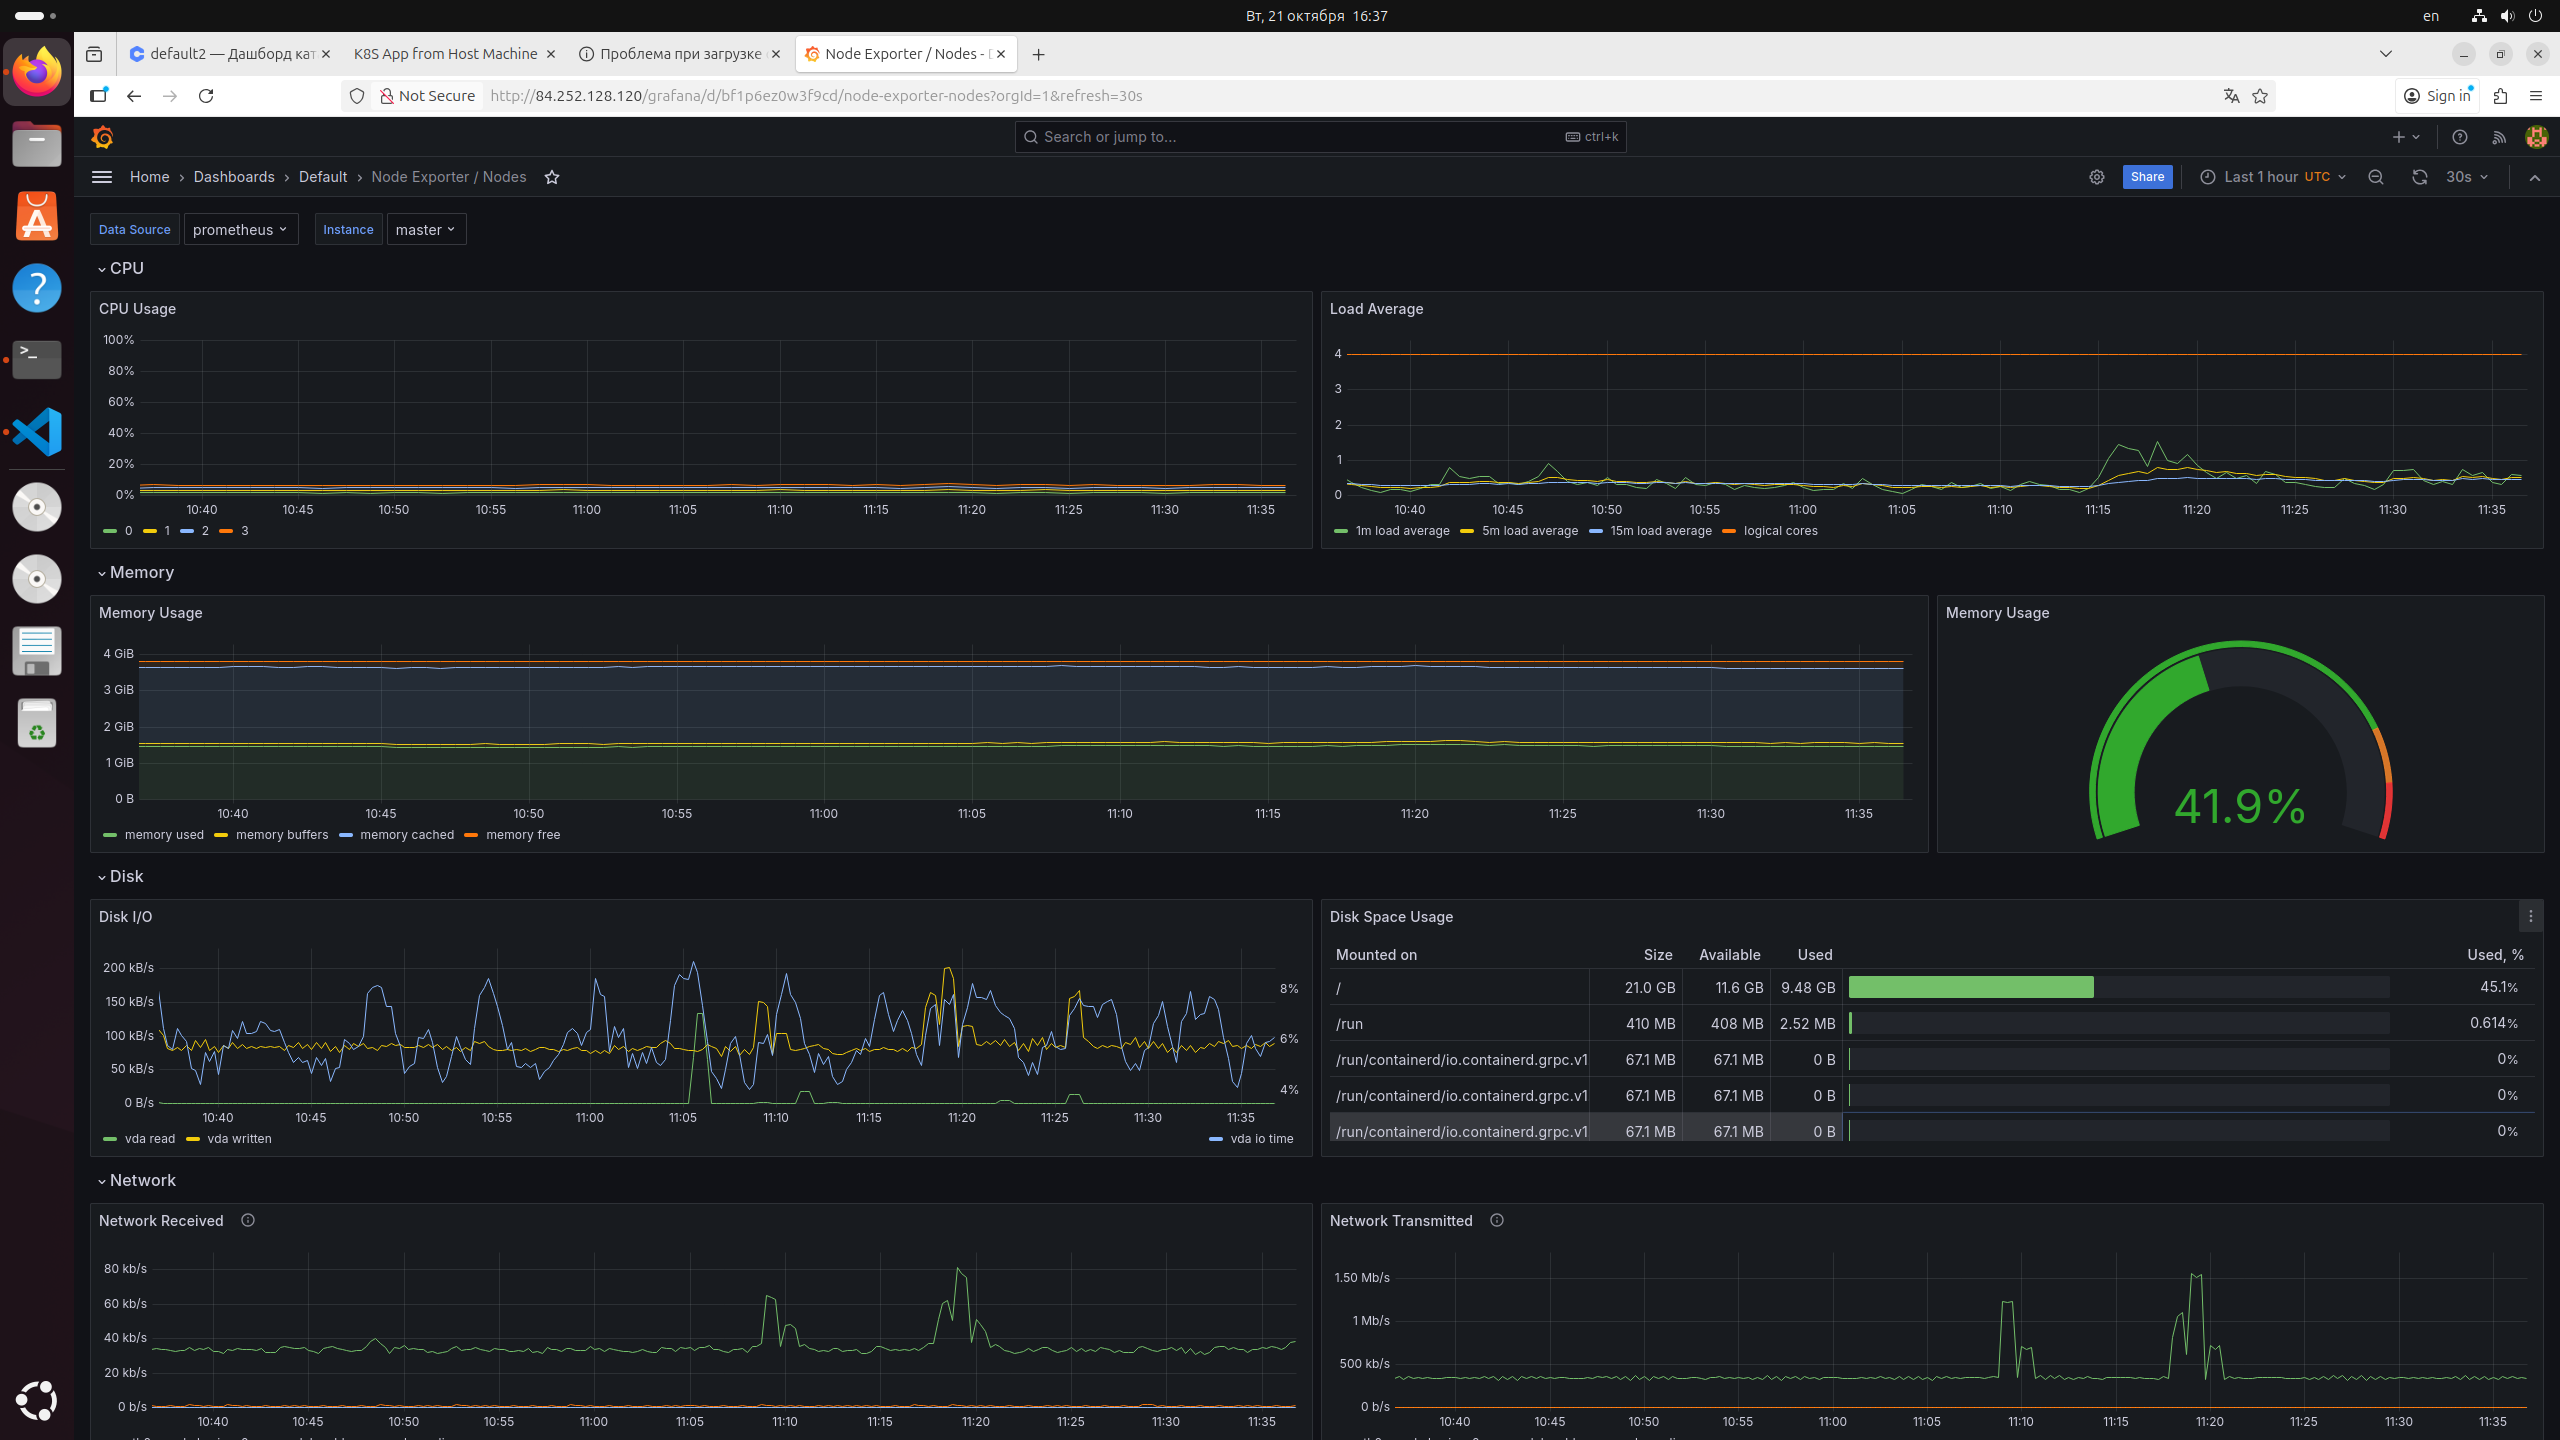 Вт, 21 октября 16:37
en
default2 — Дашборд кат
K8S App from Host Machine
Проблема при загрузке
Node Exporter / Nodes -
Not Secure
http://84.252.128.120/grafana/d/bf1p6ez0w3f9cd/node-exporter-nodes?orgId=1&refresh=30s
Sign in
Search or jump to...
ctrl+k
Home › Dashboards › Default › Node Exporter / Nodes
Share
Last 1 hour UTC
30s
Data Source prometheus Instance master
CPU
CPU Usage
100%
80%
60%
40%
20%
0%
10:40 10:45 10:50 10:55 11:00 11:05 11:10 11:15 11:20 11:25 11:30 11:35
0 1 2 3
Load Average
4
3
2
1
0
10:40 10:45 10:50 10:55 11:00 11:05 11:10 11:15 11:20 11:25 11:30 11:35
1m load average 5m load average 15m load average logical cores
Memory
Memory Usage
4 GiB
3 GiB
2 GiB
1 GiB
0 B
10:40 10:45 10:50 10:55 11:00 11:05 11:10 11:15 11:20 11:25 11:30 11:35
memory used memory buffers memory cached memory free
Memory Usage
41.9%
Disk
Disk I/O
200 kB/s
150 kB/s
100 kB/s
50 kB/s
0 B/s
8%
6%
4%
10:40 10:45 10:50 10:55 11:00 11:05 11:10 11:15 11:20 11:25 11:30 11:35
vda read vda written vda io time
Disk Space Usage
Mounted on Size Available Used Used, %
/ 21.0 GB 11.6 GB 9.48 GB 45.1%
/run 410 MB 408 MB 2.52 MB 0.614%
/run/containerd/io.containerd.grpc.v1 67.1 MB 67.1 MB 0 B 0%
/run/containerd/io.containerd.grpc.v1 67.1 MB 67.1 MB 0 B 0%
/run/containerd/io.containerd.grpc.v1 67.1 MB 67.1 MB 0 B 0%
Network
Network Received
80 kb/s
60 kb/s
40 kb/s
20 kb/s
0 b/s
10:40 10:45 10:50 10:55 11:00 11:05 11:10 11:15 11:20 11:25 11:30 11:35
Network Transmitted
1.50 Mb/s
1 Mb/s
500 kb/s
0 b/s
10:40 10:45 10:50 10:55 11:00 11:05 11:10 11:15 11:20 11:25 11:30 11:35